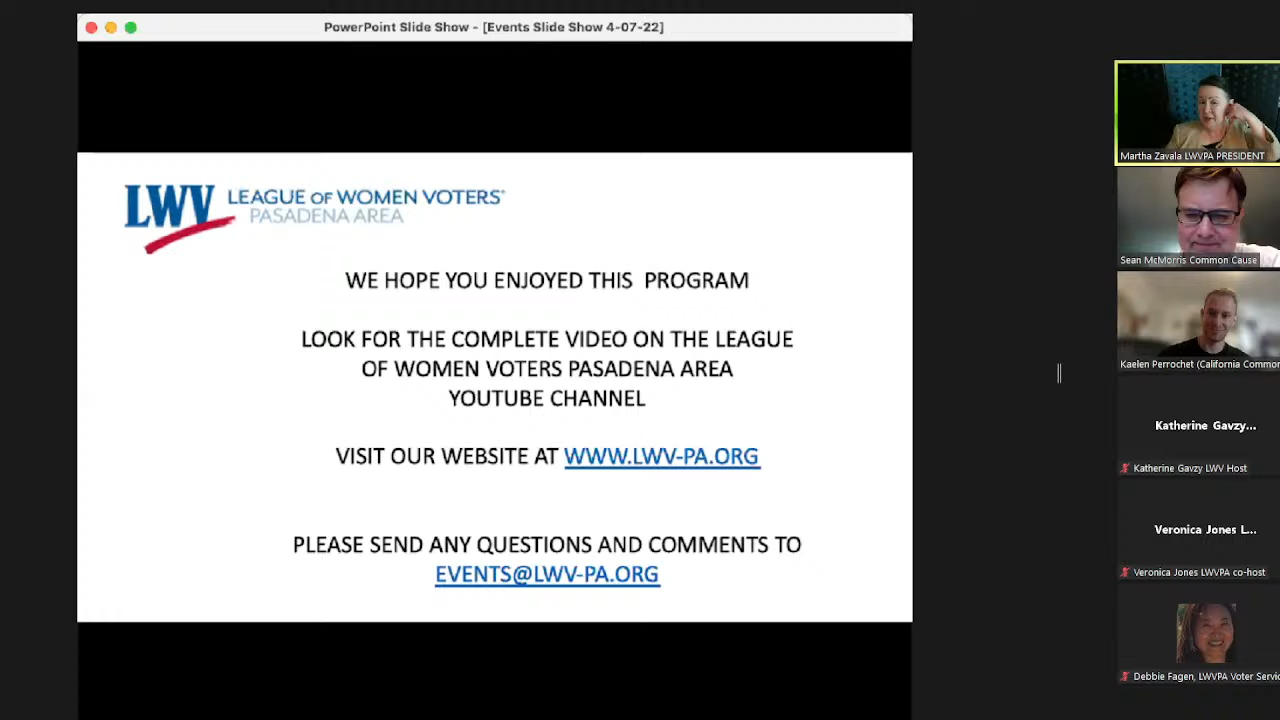 PowerPoint Slide Show - [Events Slide Show 4-07-22]
LWV LEAGUE OF WOMEN VOTERS®
PASADENA AREA
WE HOPE YOU ENJOYED THIS PROGRAM
LOOK FOR THE COMPLETE VIDEO ON THE LEAGUE
OF WOMEN VOTERS PASADENA AREA
YOUTUBE CHANNEL
VISIT OUR WEBSITE AT WWW.LWV-PA.ORG
PLEASE SEND ANY QUESTIONS AND COMMENTS TO
EVENTS@LWV-PA.ORG
Martha Zavala LWVPA PRESIDENT
Sean McMorris Common Cause
Kaelen Perrochet (California Common
Katherine Gavzy...
Katherine Gavzy LWV Host
Veronica Jones L...
Veronica Jones LWVPA co-host
Debbie Fagen, LWVPA Voter Servic